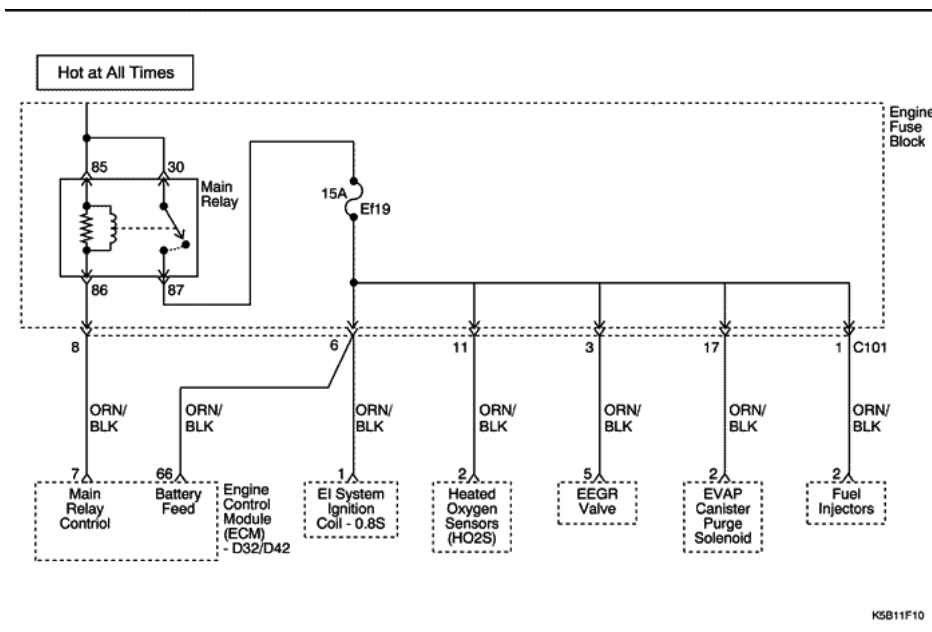 Hot at All Times
Engine
Fuse
Block
85
30
Main
Relay
15A
Ef19
86
87
8
6
11
3
17
1
C101
ORN/
BLK
ORN/
BLK
ORN/
BLK
ORN/
BLK
ORN/
BLK
ORN/
BLK
ORN/
BLK
7
66
1
2
5
2
2
Main
Relay
Contriol
Battery
Feed
Engine
Control
Module
(ECM)
- D32/D42
EI System
Ignition
Coil - 0.8S
Heated
Oxygen
Sensors
(HO2S)
EEGR
Valve
EVAP
Canister
Purge
Solenoid
Fuel
Injectors
K5B11F10